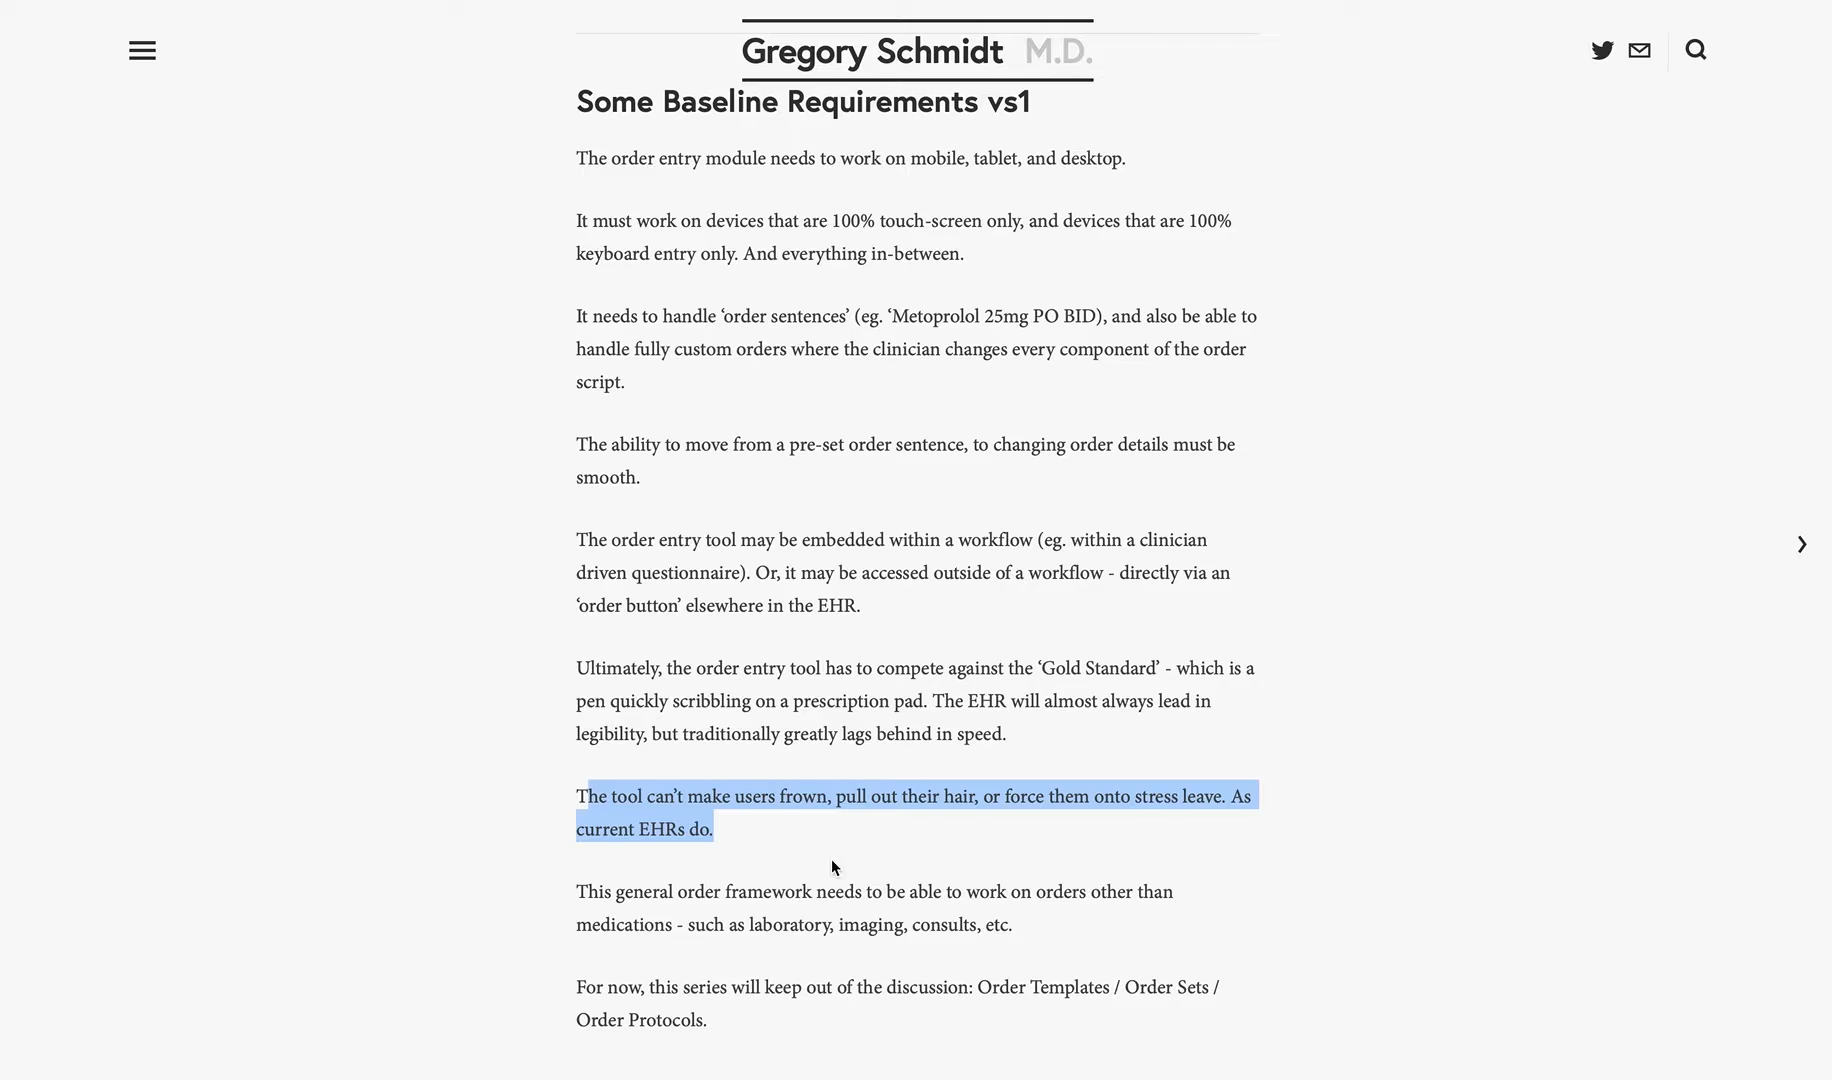 Gregory Schmidt M.D.
Some Baseline Requirements vs1
The order entry module needs to work on mobile, tablet, and desktop.
It must work on devices that are 100% touch-screen only, and devices that are 100%
keyboard entry only. And everything in-between.
It needs to handle ‘order sentences’ (eg. ‘Metoprolol 25mg PO BID), and also be able to
handle fully custom orders where the clinician changes every component of the order
script.
The ability to move from a pre-set order sentence, to changing order details must be
smooth.
The order entry tool may be embedded within a workflow (eg. within a clinician
driven questionnaire). Or, it may be accessed outside of a workflow - directly via an
‘order button’ elsewhere in the EHR.
Ultimately, the order entry tool has to compete against the ‘Gold Standard’ - which is a
pen quickly scribbling on a prescription pad. The EHR will almost always lead in
legibility, but traditionally greatly lags behind in speed.
The tool can’t make users frown, pull out their hair, or force them onto stress leave. As
current EHRs do.
This general order framework needs to be able to work on orders other than
medications - such as laboratory, imaging, consults, etc.
For now, this series will keep out of the discussion: Order Templates / Order Sets /
Order Protocols.